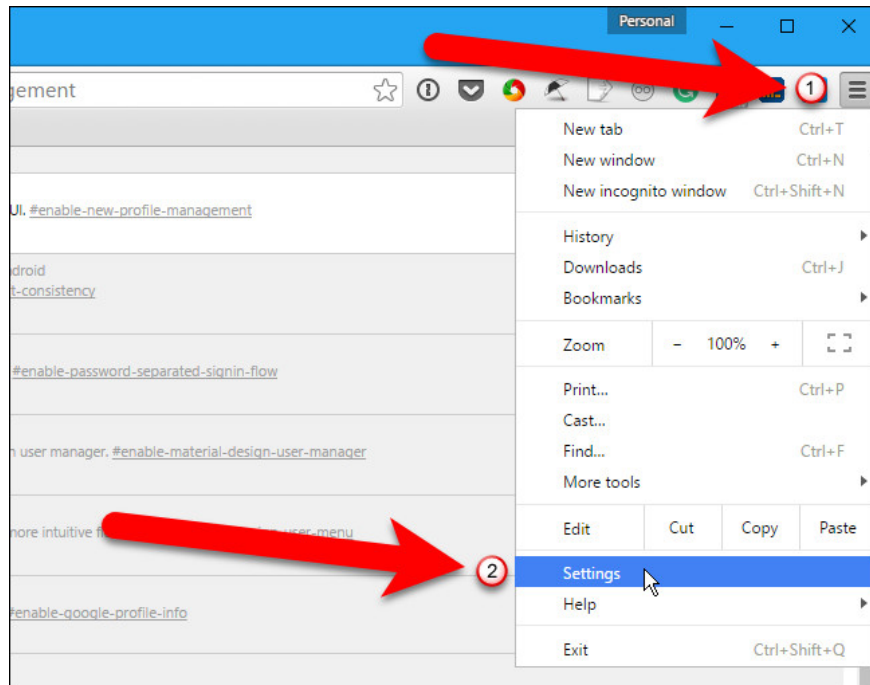 Personal
gement
1
New tab Ctrl+T
New window Ctrl+N
New incognito window Ctrl+Shift+N
UI. #enable-new-profile-management
History
droid
Downloads Ctrl+J
t-consistency
Bookmarks
Zoom - 100% +
#enable-password-separated-signin-flow
Print... Ctrl+P
Cast...
n user manager. #enable-material-design-user-manager
Find... Ctrl+F
More tools
more intuitive user-menu
Edit Cut Copy Paste
2
Settings
#enable-google-profile-info
Help
Exit Ctrl+Shift+Q